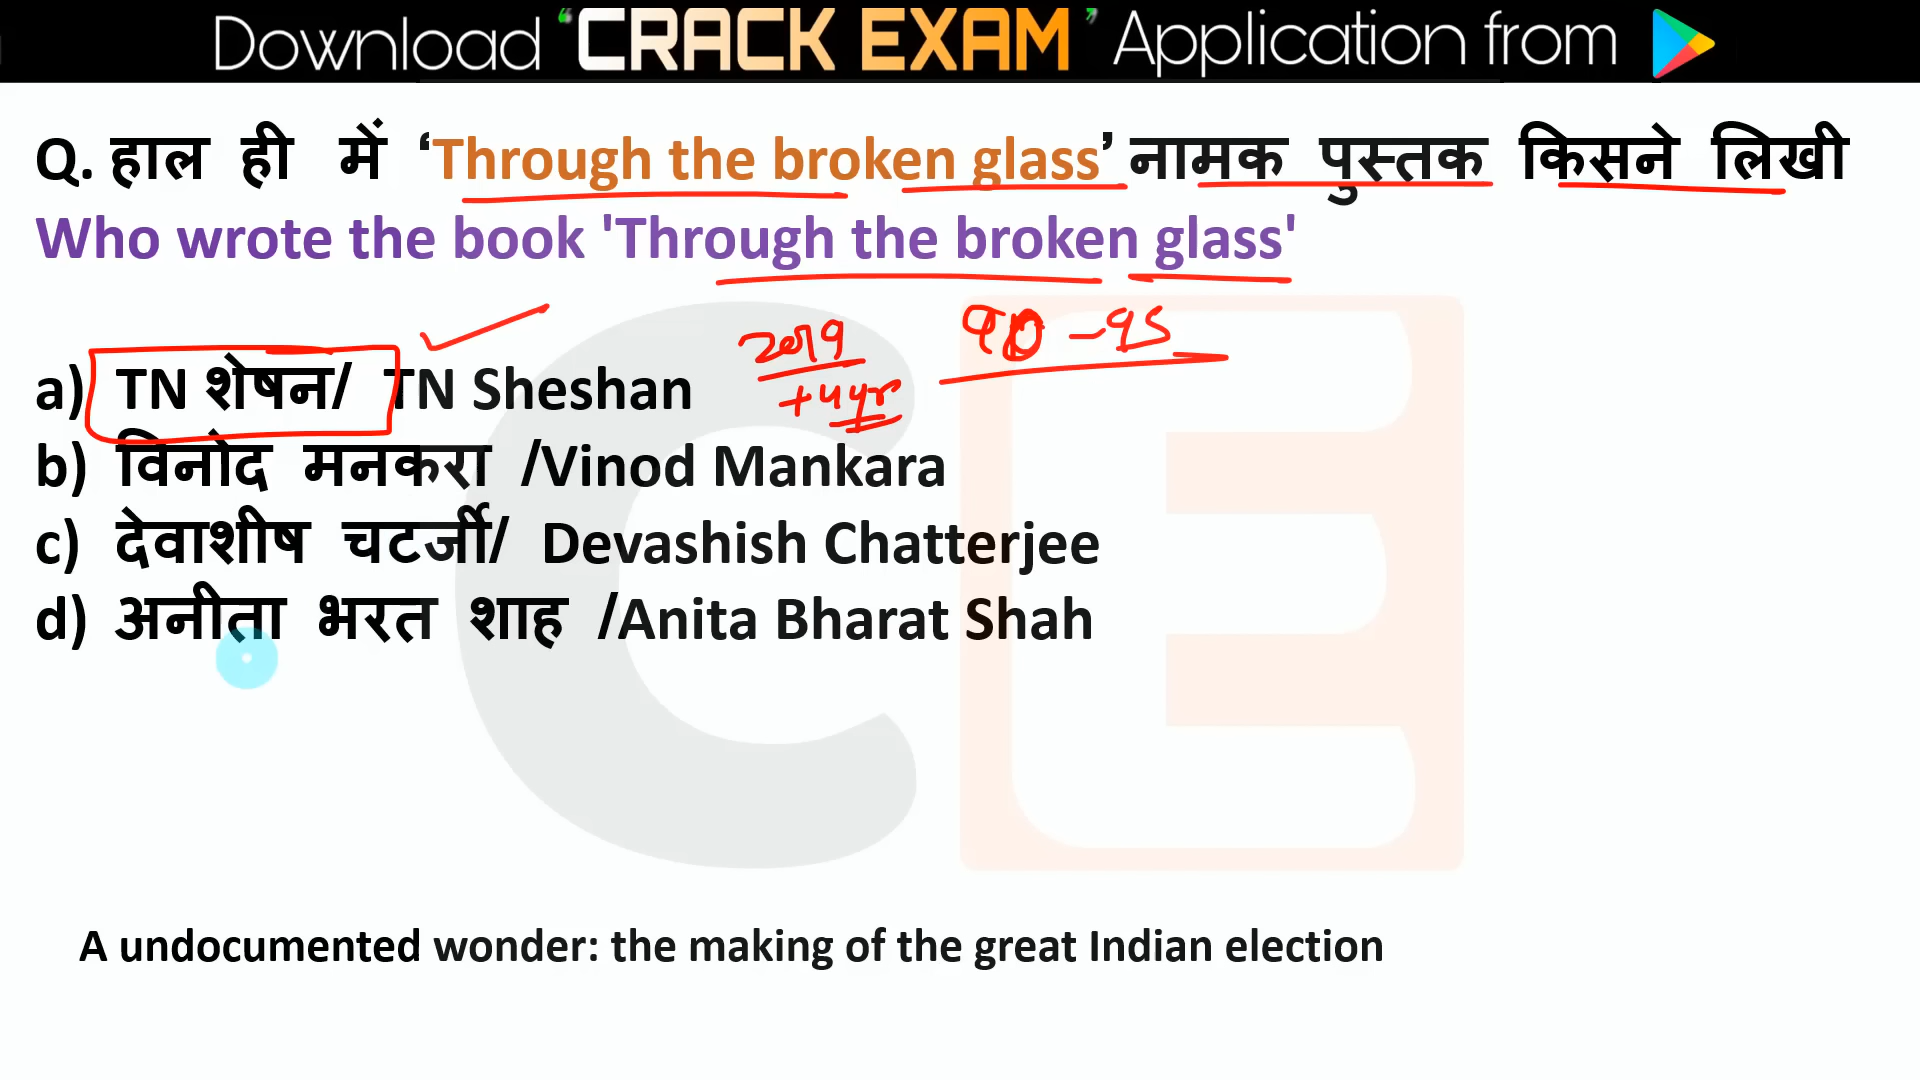 Download ‘CRACK EXAM’ Application from
Q. हाल ही में ‘Through the broken glass’ नामक पुस्तक किसने लिखी
Who wrote the book 'Through the broken glass'
2019
90 – 95
a) TN शेषन/ TN Sheshan
+4yr
b) विनोद मनकरा /Vinod Mankara
c) देवाशीष चटर्जी/ Devashish Chatterjee
d) अनीता भरत शाह /Anita Bharat Shah
CE
A undocumented wonder: the making of the great Indian election